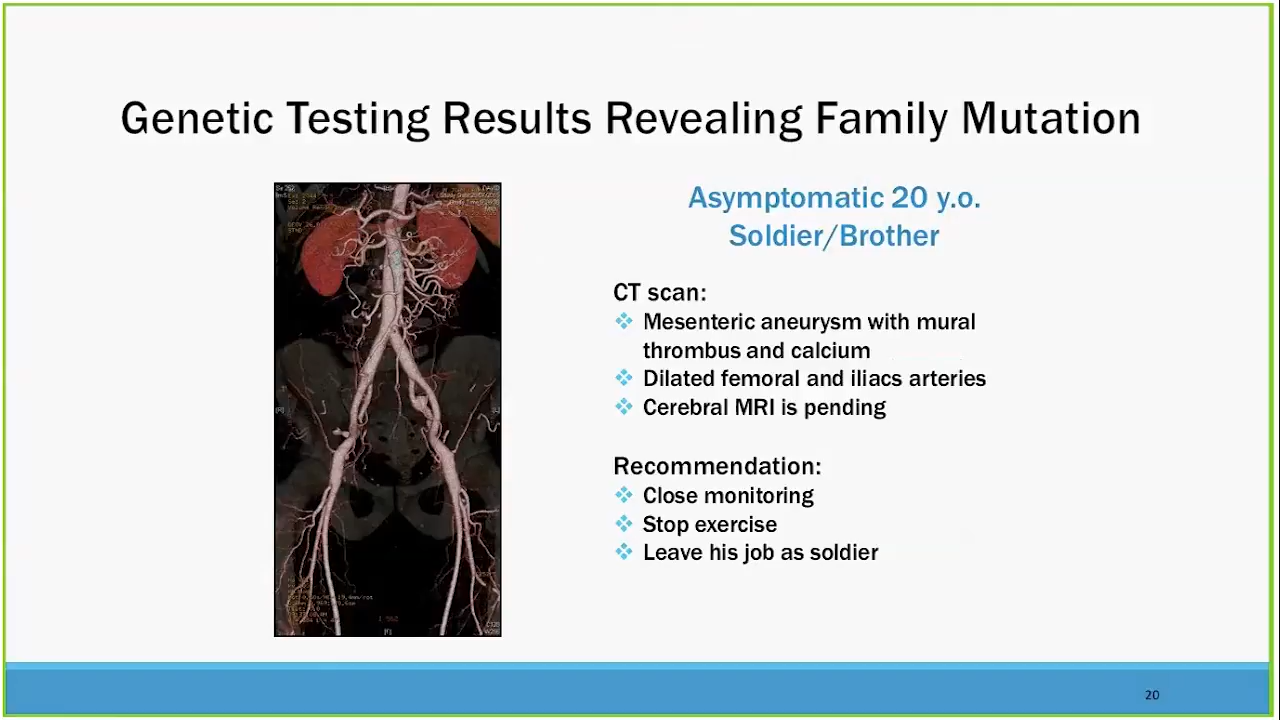 Genetic Testing Results Revealing Family Mutation
Asymptomatic 20 y.o.
Soldier/Brother
CT scan:
Mesenteric aneurysm with mural
thrombus and calcium
Dilated femoral and iliacs arteries
Cerebral MRI is pending
Recommendation:
Close monitoring
Stop exercise
Leave his job as soldier
20